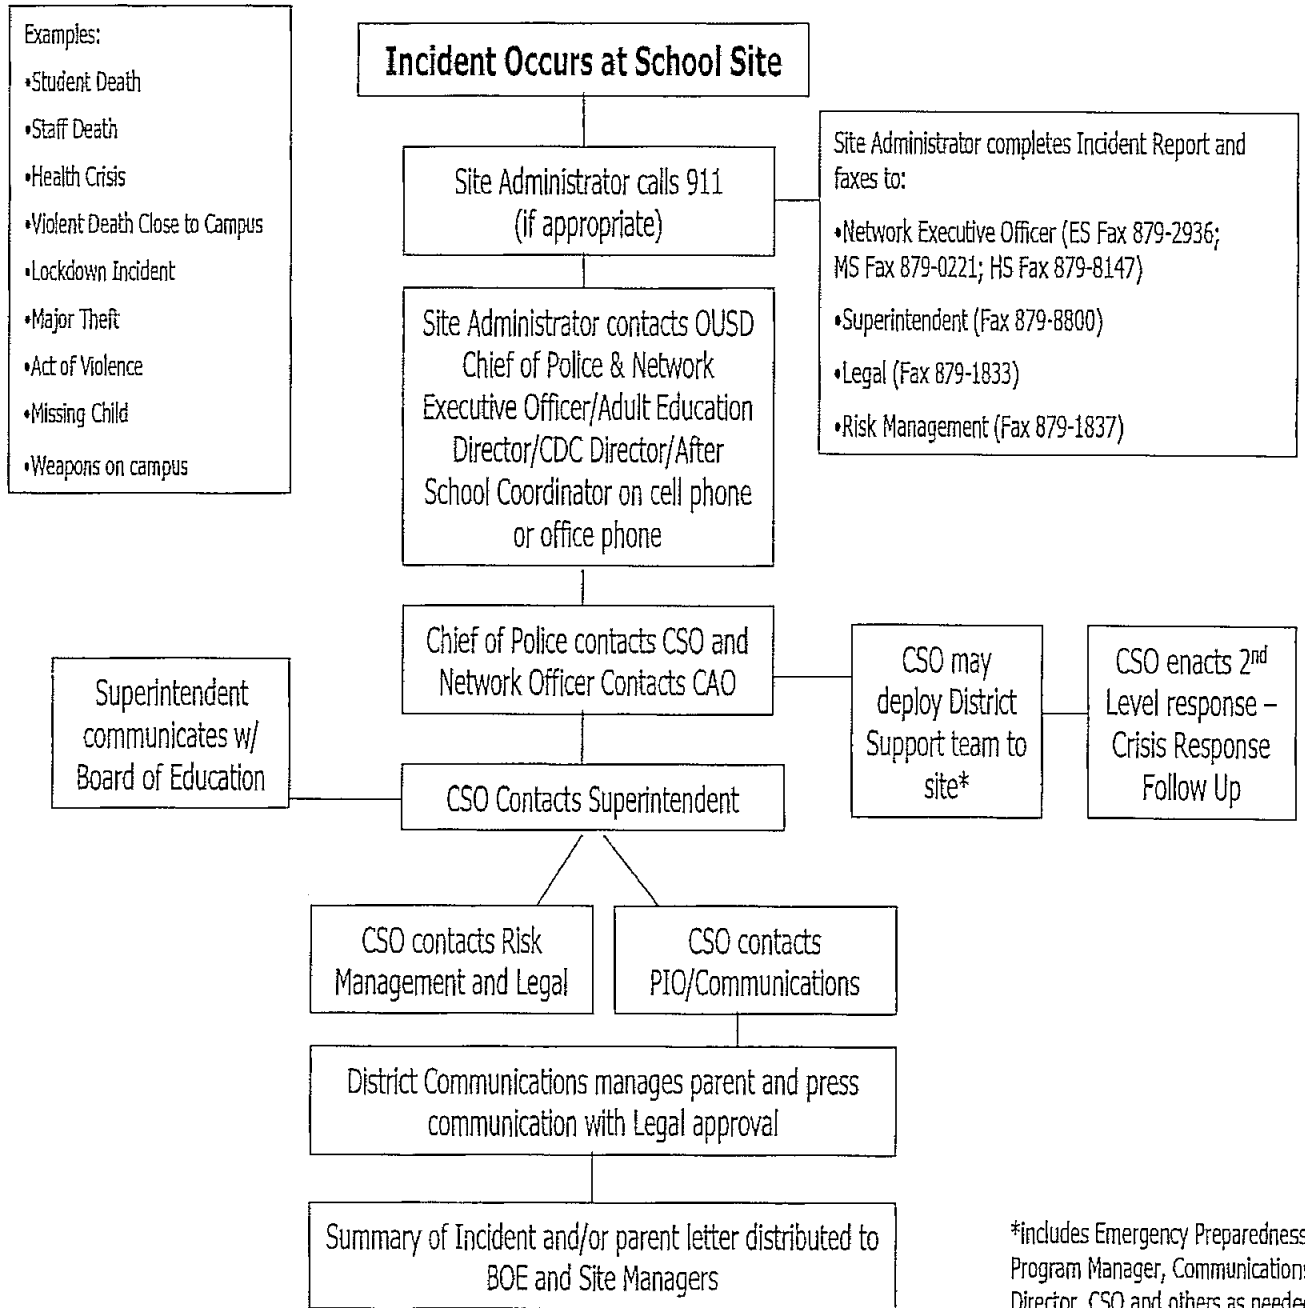 Examples:
•Student Death
•Staff Death
•Health Crisis
•Violent Death Close to Campus
•Lockdown Incident
•Major Theft
•Act of Violence
•Missing Child
•Weapons on campus
Incident Occurs at School Site
Site Administrator calls 911
(if appropriate)
Site Administrator completes Incident Report and
faxes to:
•Network Executive Officer (ES Fax 879-2936;
MS Fax 879-0221; HS Fax 879-8147)
•Superintendent (Fax 879-8800)
•Legal (Fax 879-1833)
•Risk Management (Fax 879-1837)
Site Administrator contacts OUSD
Chief of Police & Network
Executive Officer/Adult Education
Director/CDC Director/After
School Coordinator on cell phone
or office phone
Chief of Police contacts CSO and
Network Officer Contacts CAO
CSO may
deploy District
Support team to
site*
CSO enacts 2nd
Level response –
Crisis Response
Follow Up
Superintendent
communicates w/
Board of Education
CSO Contacts Superintendent
CSO contacts Risk
Management and Legal
CSO contacts
PIO/Communications
District Communications manages parent and press
communication with Legal approval
Summary of Incident and/or parent letter distributed to
BOE and Site Managers
*includes Emergency Preparedness
Program Manager, Communications
Director, CSO and others as needed